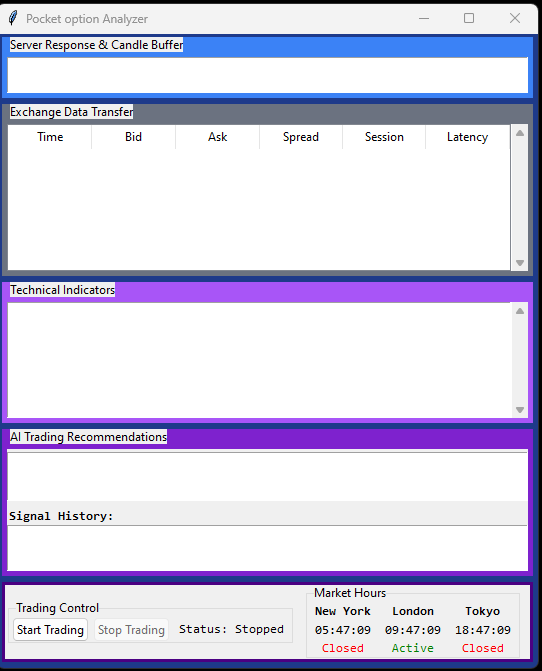 Pocket option Analyzer
Server Response & Candle Buffer
Exchange Data Transfer
Time Bid Ask Spread Session Latency
Technical Indicators
AI Trading Recommendations
Signal History:
Trading Control
Start Trading Stop Trading Status: Stopped
Market Hours
New York London Tokyo
05:47:09 09:47:09 18:47:09
Closed Active Closed